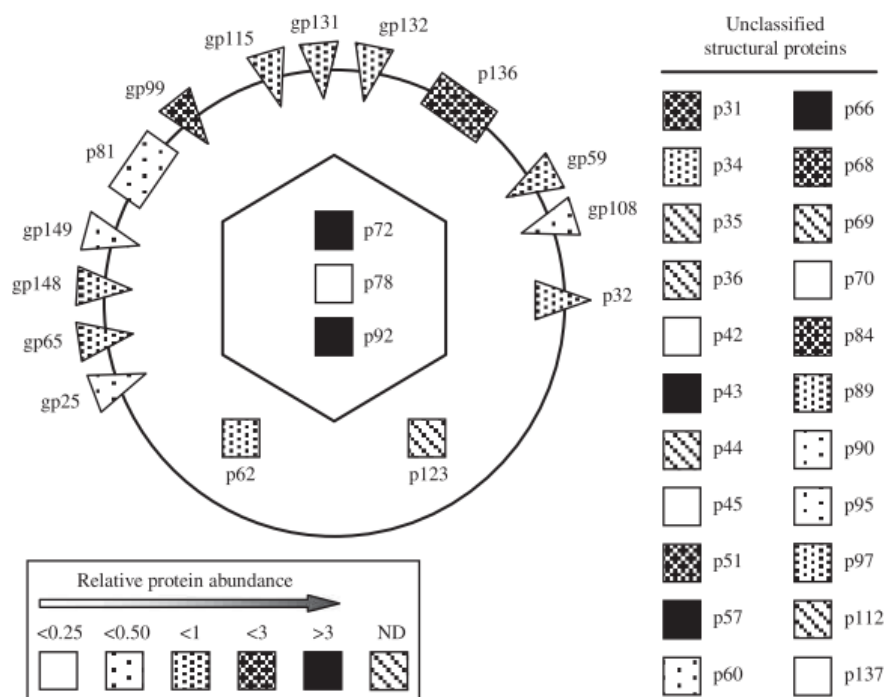 gp131
gp115
gp132
gp99
p136
p81
gp59
gp108
gp149
gp148
p32
gp65
gp25
p72
p78
p92
p62
p123
Unclassified
structural proteins
p31 p66
p34 p68
p35 p69
p36 p70
p42 p84
p43 p89
p44 p90
p45 p95
p51 p97
p57 p112
p60 p137
Relative protein abundance
<0.25 <0.50 <1 <3 >3 ND